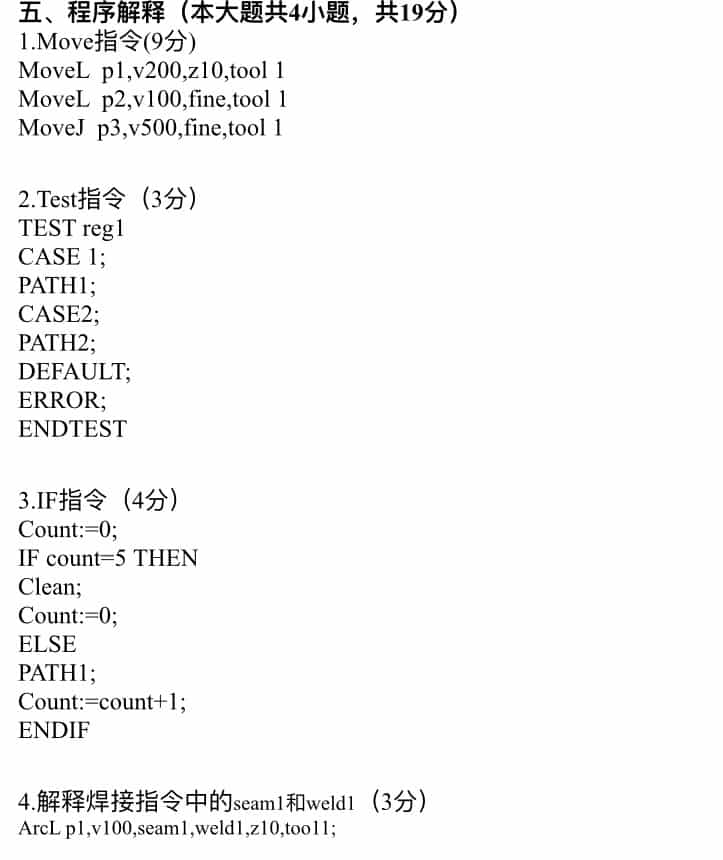 五、程序解释（本大题共4小题，共19分）
1.Move指令(9分)
MoveL  p1,v200,z10,tool 1
MoveL  p2,v100,fine,tool 1
MoveJ  p3,v500,fine,tool 1
2.Test指令（3分）
TEST reg1
CASE 1;
PATH1;
CASE2;
PATH2;
DEFAULT;
ERROR;
ENDTEST
3.IF指令（4分）
Count:=0;
IF count=5 THEN
Clean;
Count:=0;
ELSE
PATH1;
Count:=count+1;
ENDIF
4.解释焊接指令中的seam1和weld1（3分）
ArcL p1,v100,seam1,weld1,z10,too11;